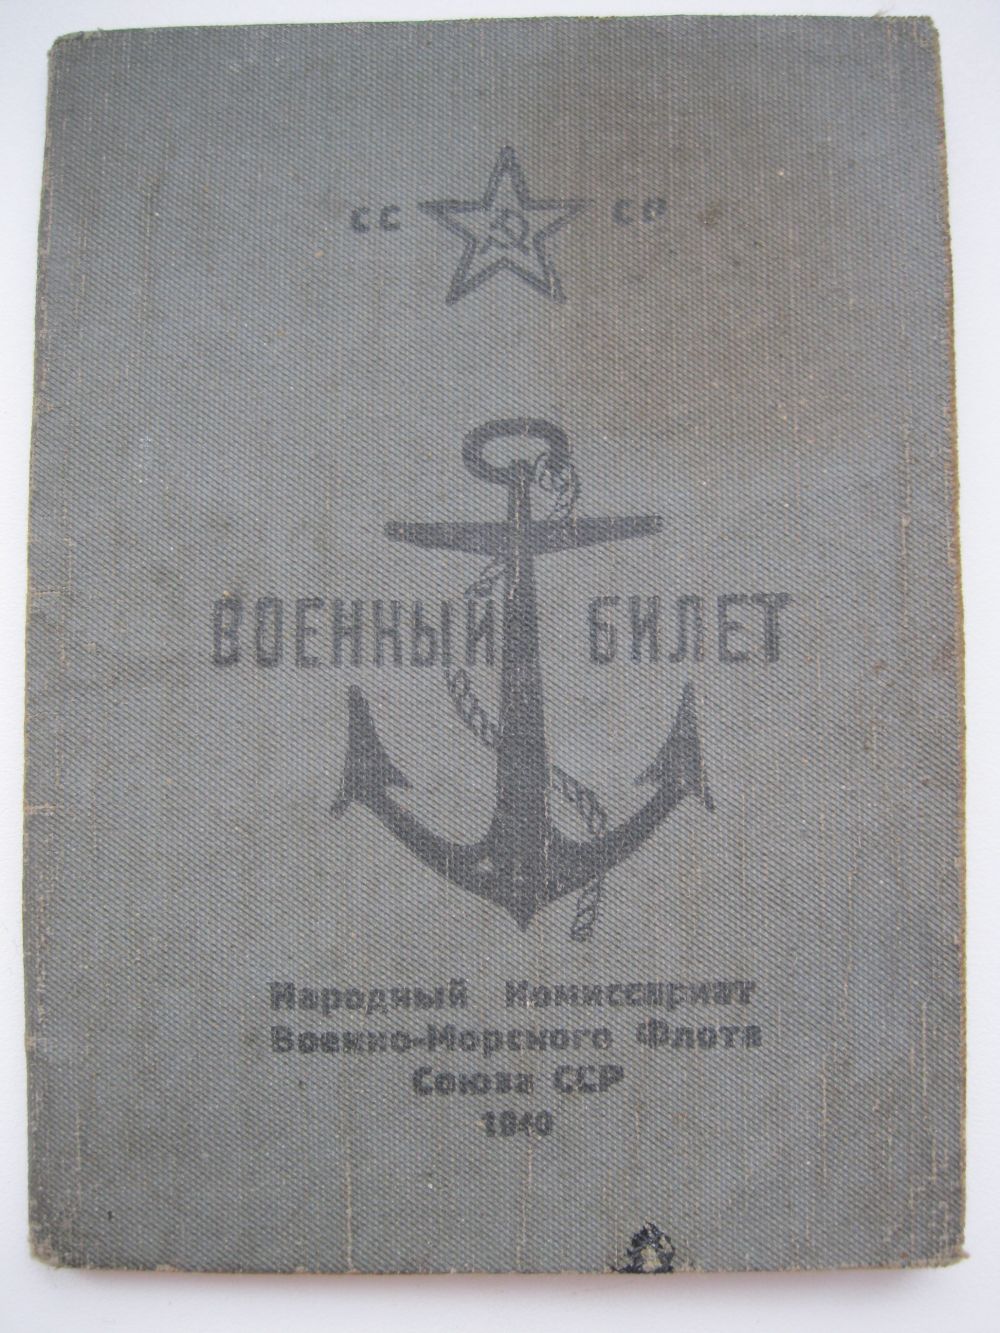 СС СР
ВОЕННЫЙ БИЛЕТ
Народный Комиссариат
Военно-Морского Флота
Союза ССР
1940